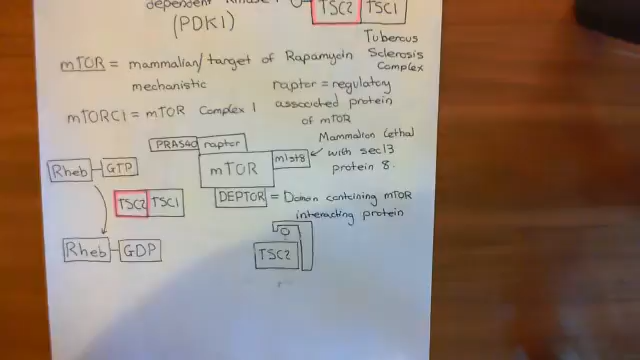 dependent Kinase 1
(PDK1)
TSC2 TSC1
Tuberous
Sclerosis
Complex
mTOR = mammalian/ target of Rapamycin
mechanistic
raptor = regulatory
associated protein
of mTOR
mTORC1 = mTOR Complex 1
PRAS40 raptor
mTOR
mlst8
Mammalian Lethal
with sec13
protein 8.
DEPTOR = Domain containing mTOR
interacting protein
Rheb GTP
TSC2 TSC1
Rheb GDP
P
TSC2